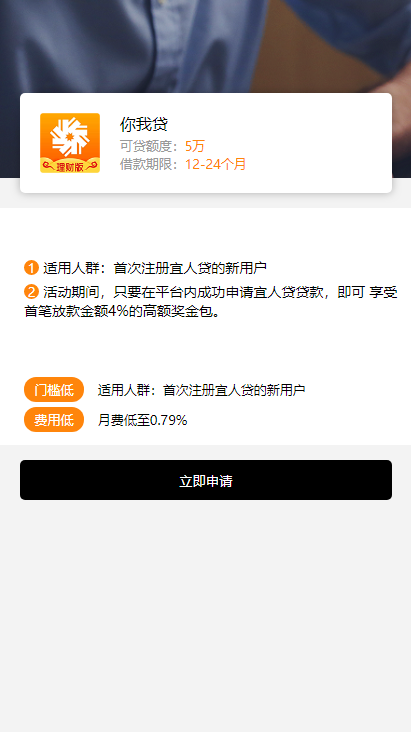 你我贷
可贷额度：5万
借款期限：12-24个月
理财版
1 适用人群：首次注册宜人贷的新用户
2 活动期间，只要在平台内成功申请宜人贷贷款，即可 享受
首笔放款金额4%的高额奖金包。
门槛低 适用人群：首次注册宜人贷的新用户
费用低 月费低至0.79%
立即申请